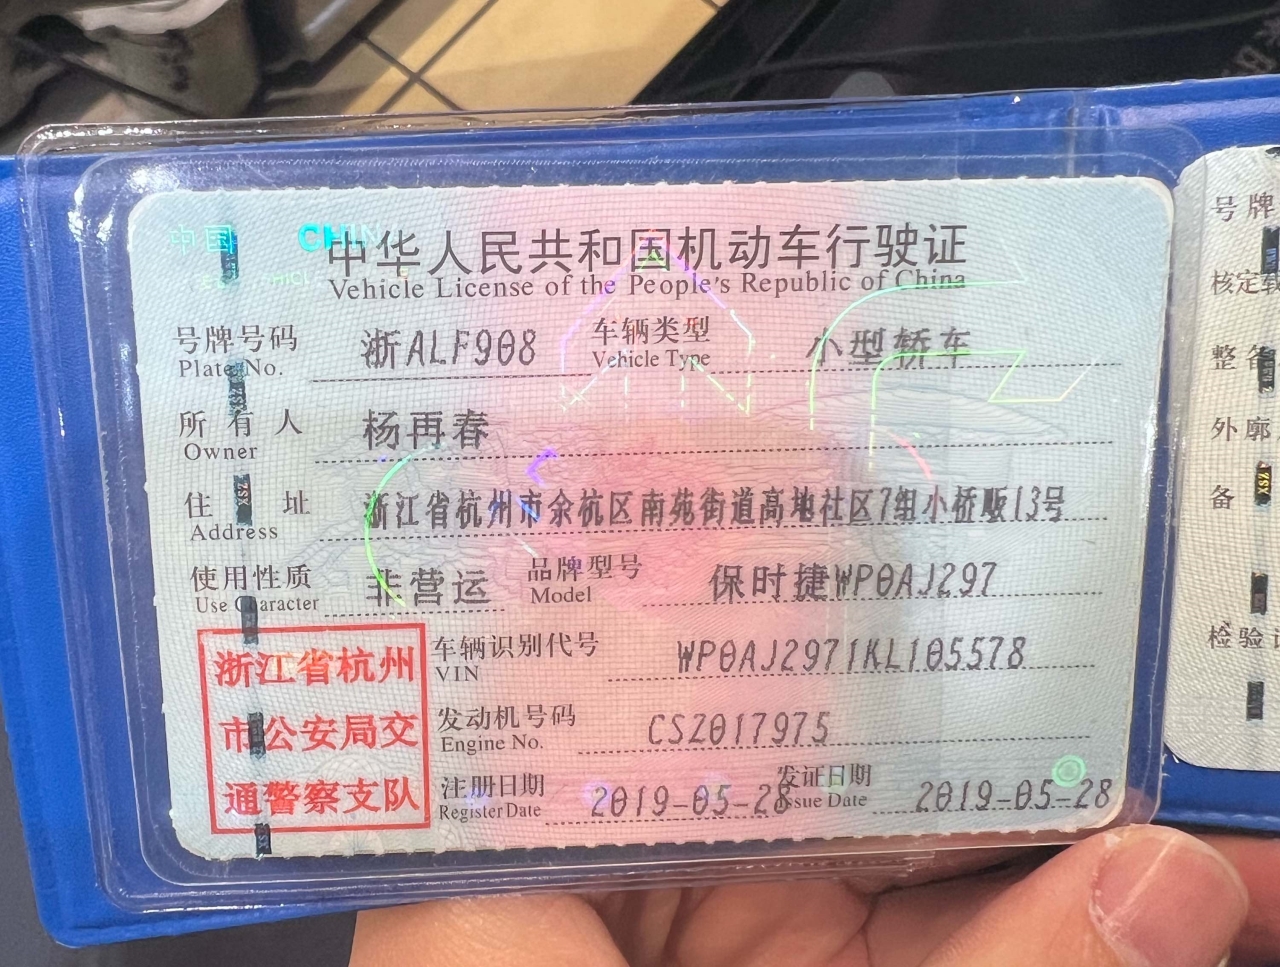 中国 CHINA
中华人民共和国机动车行驶证
Vehicle License of the People's Republic of China
号牌号码 浙ALF908 车辆类型 小型轿车
Plate No. Vehicle Type
所有人 杨再春
Owner
住址 浙江省杭州市余杭区南苑街道高地社区7组小桥畈13号
Address
使用性质 非营运 品牌型号 保时捷WP0AJ297
Use Character Model
浙江省杭州
市公安局交
通警察支队
车辆识别代号 WP0AJ2971KL105578
VIN
发动机号码 CSZ017975
Engine No.
注册日期 2019-05-28 发证日期 2019-05-28
Register Date Issue Date
号牌
核定载
整备
外廓
备
检验